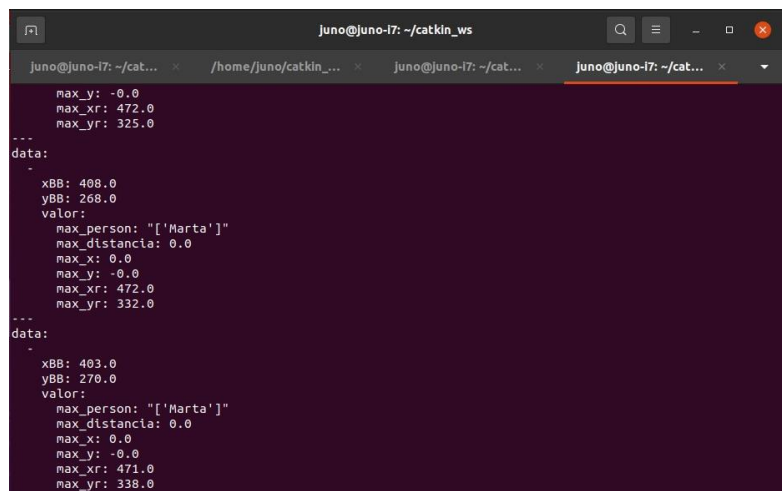 juno@juno-i7: ~/catkin_ws
juno@juno-i7: ~/cat... × /home/juno/catkin_... × juno@juno-i7: ~/cat... × juno@juno-i7: ~/cat... ×
max_y: -0.0
max_xr: 472.0
max_yr: 325.0
---
data:
-
xBB: 408.0
yBB: 268.0
valor:
max_person: "['Marta']"
max_distancia: 0.0
max_x: 0.0
max_y: -0.0
max_xr: 472.0
max_yr: 332.0
---
data:
-
xBB: 403.0
yBB: 270.0
valor:
max_person: "['Marta']"
max_distancia: 0.0
max_x: 0.0
max_y: -0.0
max_xr: 471.0
max_yr: 338.0